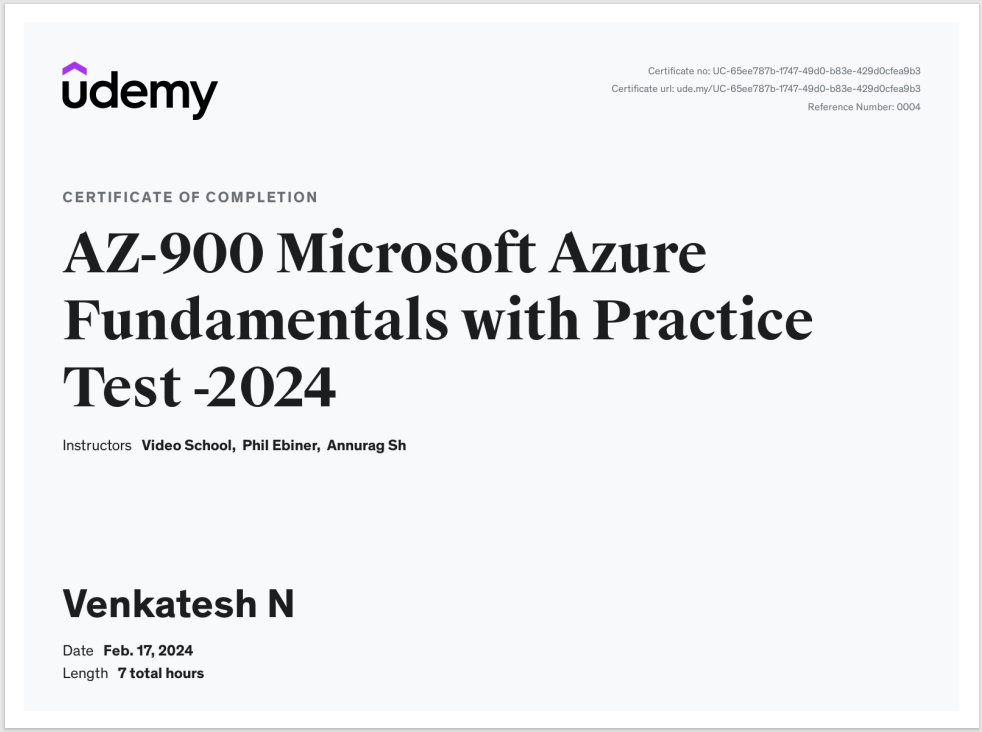 udemy
Certificate no: UC-65ee787b-1747-49d0-b83e-429d0cfea9b3
Certificate url: ude.my/UC-65ee787b-1747-49d0-b83e-429d0cfea9b3
Reference Number: 0004
CERTIFICATE OF COMPLETION
AZ-900 Microsoft Azure
Fundamentals with Practice
Test -2024
Instructors Video School, Phil Ebiner, Annurag Sh
Venkatesh N
Date Feb. 17, 2024
Length 7 total hours